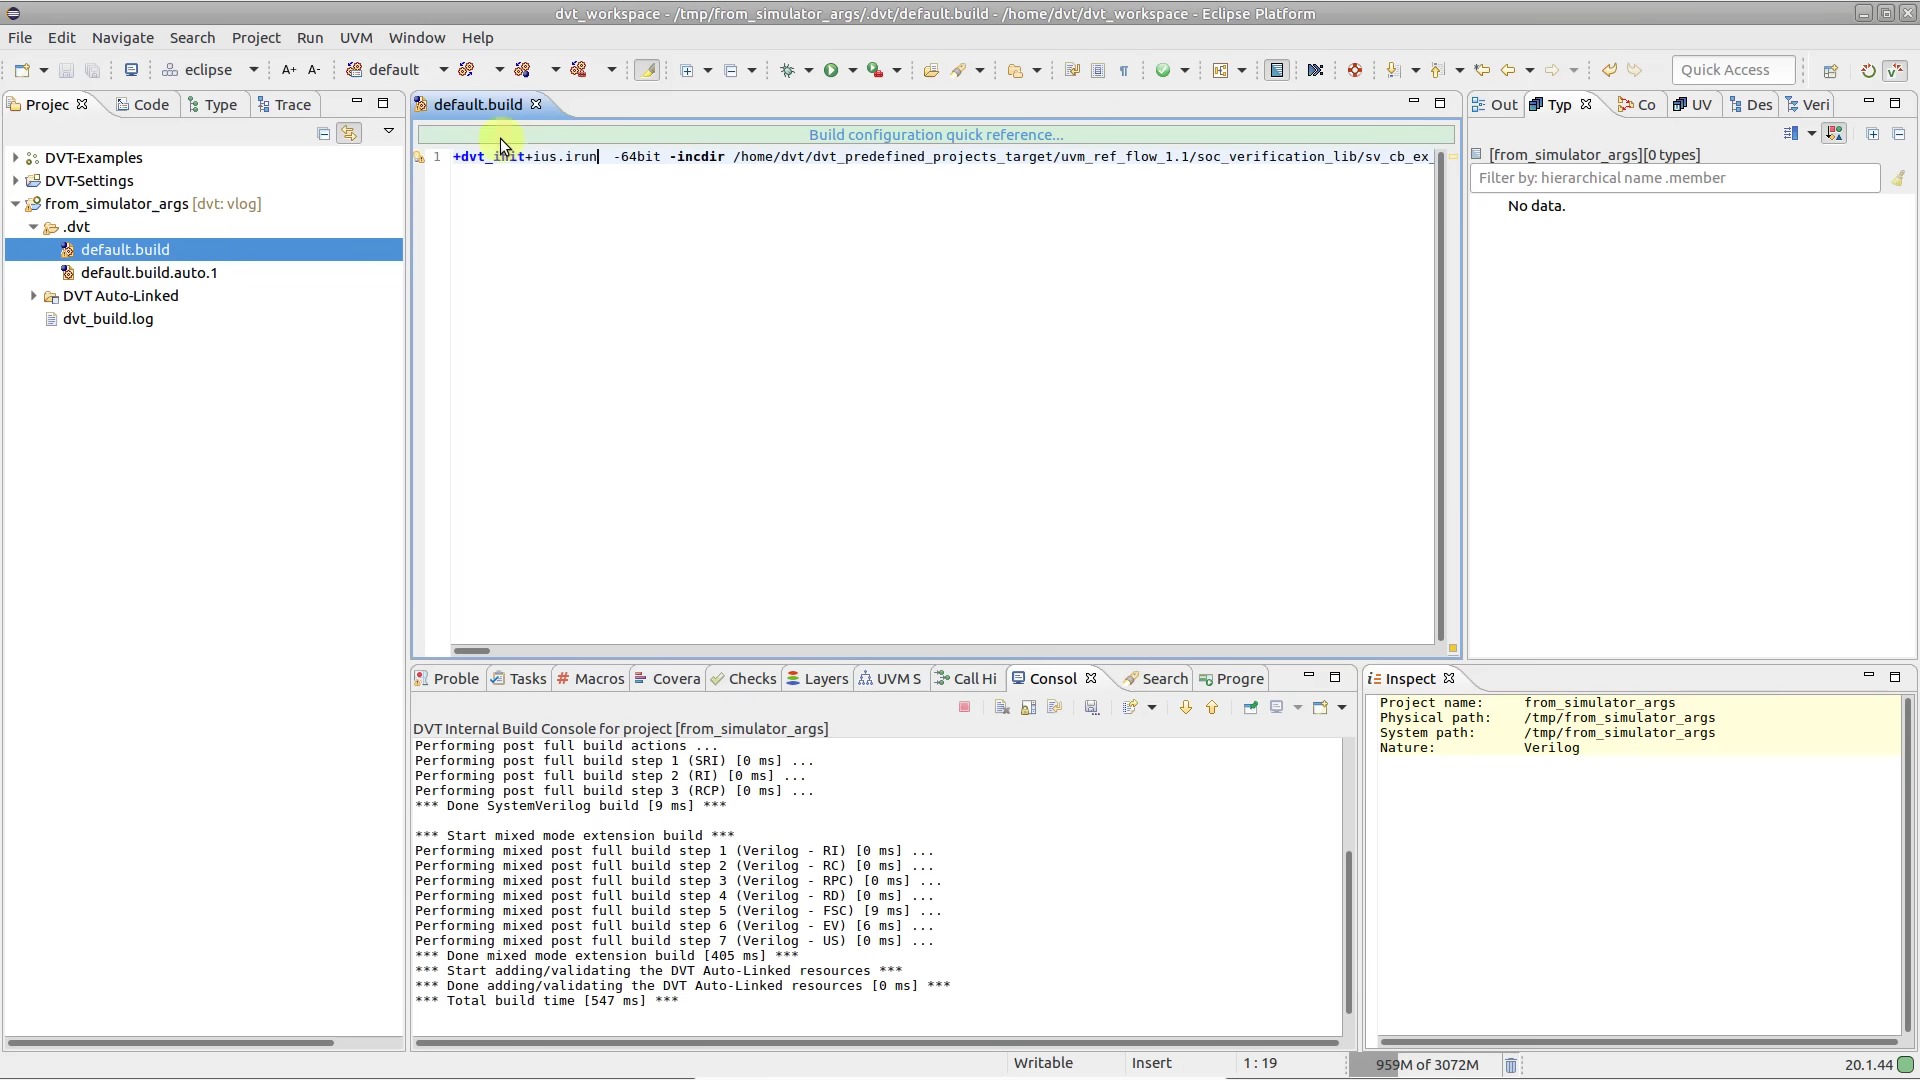 dvt_workspace - /tmp/from_simulator_args/.dvt/default.build - /home/dvt/dvt_workspace - Eclipse Platform
File Edit Navigate Search Project Run UVM Window Help
eclipse A+ A- default Quick Access
Projec Code Type Trace
DVT-Examples
DVT-Settings
from_simulator_args [dvt: vlog]
.dvt
default.build
default.build.auto.1
DVT Auto-Linked
dvt_build.log
default.build
Build configuration quick reference...
1 +dvt_init+ius.irun -64bit -incdir /home/dvt/dvt_predefined_projects_target/uvm_ref_flow_1.1/soc_verification_lib/sv_cb_ex_
Out Typ Co UV Des Veri
[from_simulator_args][0 types]
Filter by: hierarchical name .member
No data.
Proble Tasks Macros Covera Checks Layers UVM S Call Hi Consol Search Progre
DVT Internal Build Console for project [from_simulator_args]
Performing post full build actions ...
Performing post full build step 1 (SRI) [0 ms] ...
Performing post full build step 2 (RI) [0 ms] ...
Performing post full build step 3 (RCP) [0 ms] ...
*** Done SystemVerilog build [9 ms] ***
*** Start mixed mode extension build ***
Performing mixed post full build step 1 (Verilog - RI) [0 ms] ...
Performing mixed post full build step 2 (Verilog - RC) [0 ms] ...
Performing mixed post full build step 3 (Verilog - RPC) [0 ms] ...
Performing mixed post full build step 4 (Verilog - RD) [0 ms] ...
Performing mixed post full build step 5 (Verilog - FSC) [9 ms] ...
Performing mixed post full build step 6 (Verilog - EV) [6 ms] ...
Performing mixed post full build step 7 (Verilog - US) [0 ms] ...
*** Done mixed mode extension build [405 ms] ***
*** Start adding/validating the DVT Auto-Linked resources ***
*** Done adding/validating the DVT Auto-Linked resources [0 ms] ***
*** Total build time [547 ms] ***
Inspect
Project name: from_simulator_args
Physical path: /tmp/from_simulator_args
System path: /tmp/from_simulator_args
Nature: Verilog
Writable Insert 1 : 19 959M of 3072M 20.1.44